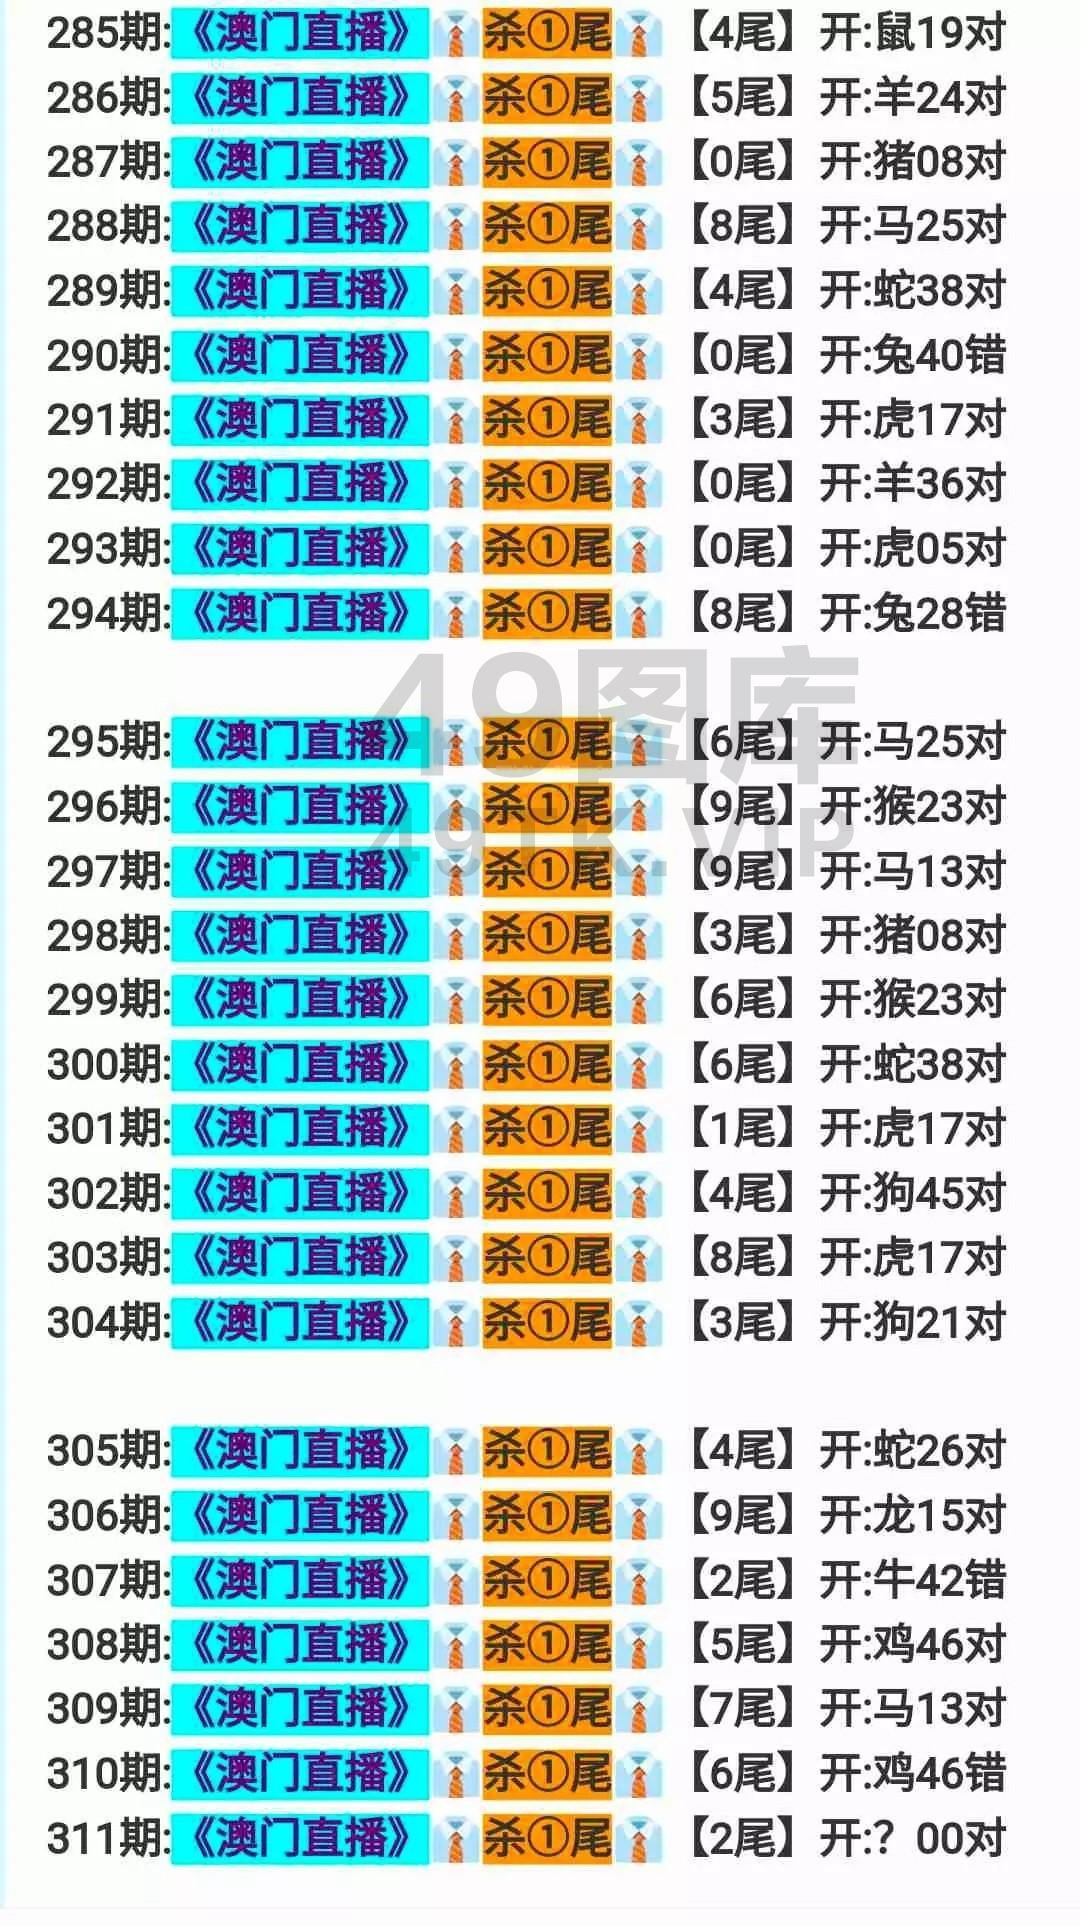 285期:《澳门直播》👔杀①尾👔【4尾】开:鼠19对
286期:《澳门直播》👔杀①尾👔【5尾】开:羊24对
287期:《澳门直播》👔杀①尾👔【0尾】开:猪08对
288期:《澳门直播》👔杀①尾👔【8尾】开:马25对
289期:《澳门直播》👔杀①尾👔【4尾】开:蛇38对
290期:《澳门直播》👔杀①尾👔【0尾】开:兔40错
291期:《澳门直播》👔杀①尾👔【3尾】开:虎17对
292期:《澳门直播》👔杀①尾👔【0尾】开:羊36对
293期:《澳门直播》👔杀①尾👔【0尾】开:虎05对
294期:《澳门直播》👔杀①尾👔【8尾】开:兔28错
49图库
295期:《澳门直播》👔杀①尾👔【6尾】开:马25对
296期:《澳门直播》👔杀①尾👔【9尾】开:猴23对
49TK.VIP
297期:《澳门直播》👔杀①尾👔【9尾】开:马13对
298期:《澳门直播》👔杀①尾👔【3尾】开:猪08对
299期:《澳门直播》👔杀①尾👔【6尾】开:猴23对
300期:《澳门直播》👔杀①尾👔【6尾】开:蛇38对
301期:《澳门直播》👔杀①尾👔【1尾】开:虎17对
302期:《澳门直播》👔杀①尾👔【4尾】开:狗45对
303期:《澳门直播》👔杀①尾👔【8尾】开:虎17对
304期:《澳门直播》👔杀①尾👔【3尾】开:狗21对
305期:《澳门直播》👔杀①尾👔【4尾】开:蛇26对
306期:《澳门直播》👔杀①尾👔【9尾】开:龙15对
307期:《澳门直播》👔杀①尾👔【2尾】开:牛42错
308期:《澳门直播》👔杀①尾👔【5尾】开:鸡46对
309期:《澳门直播》👔杀①尾👔【7尾】开:马13对
310期:《澳门直播》👔杀①尾👔【6尾】开:鸡46错
311期:《澳门直播》👔杀①尾👔【2尾】开:？00对